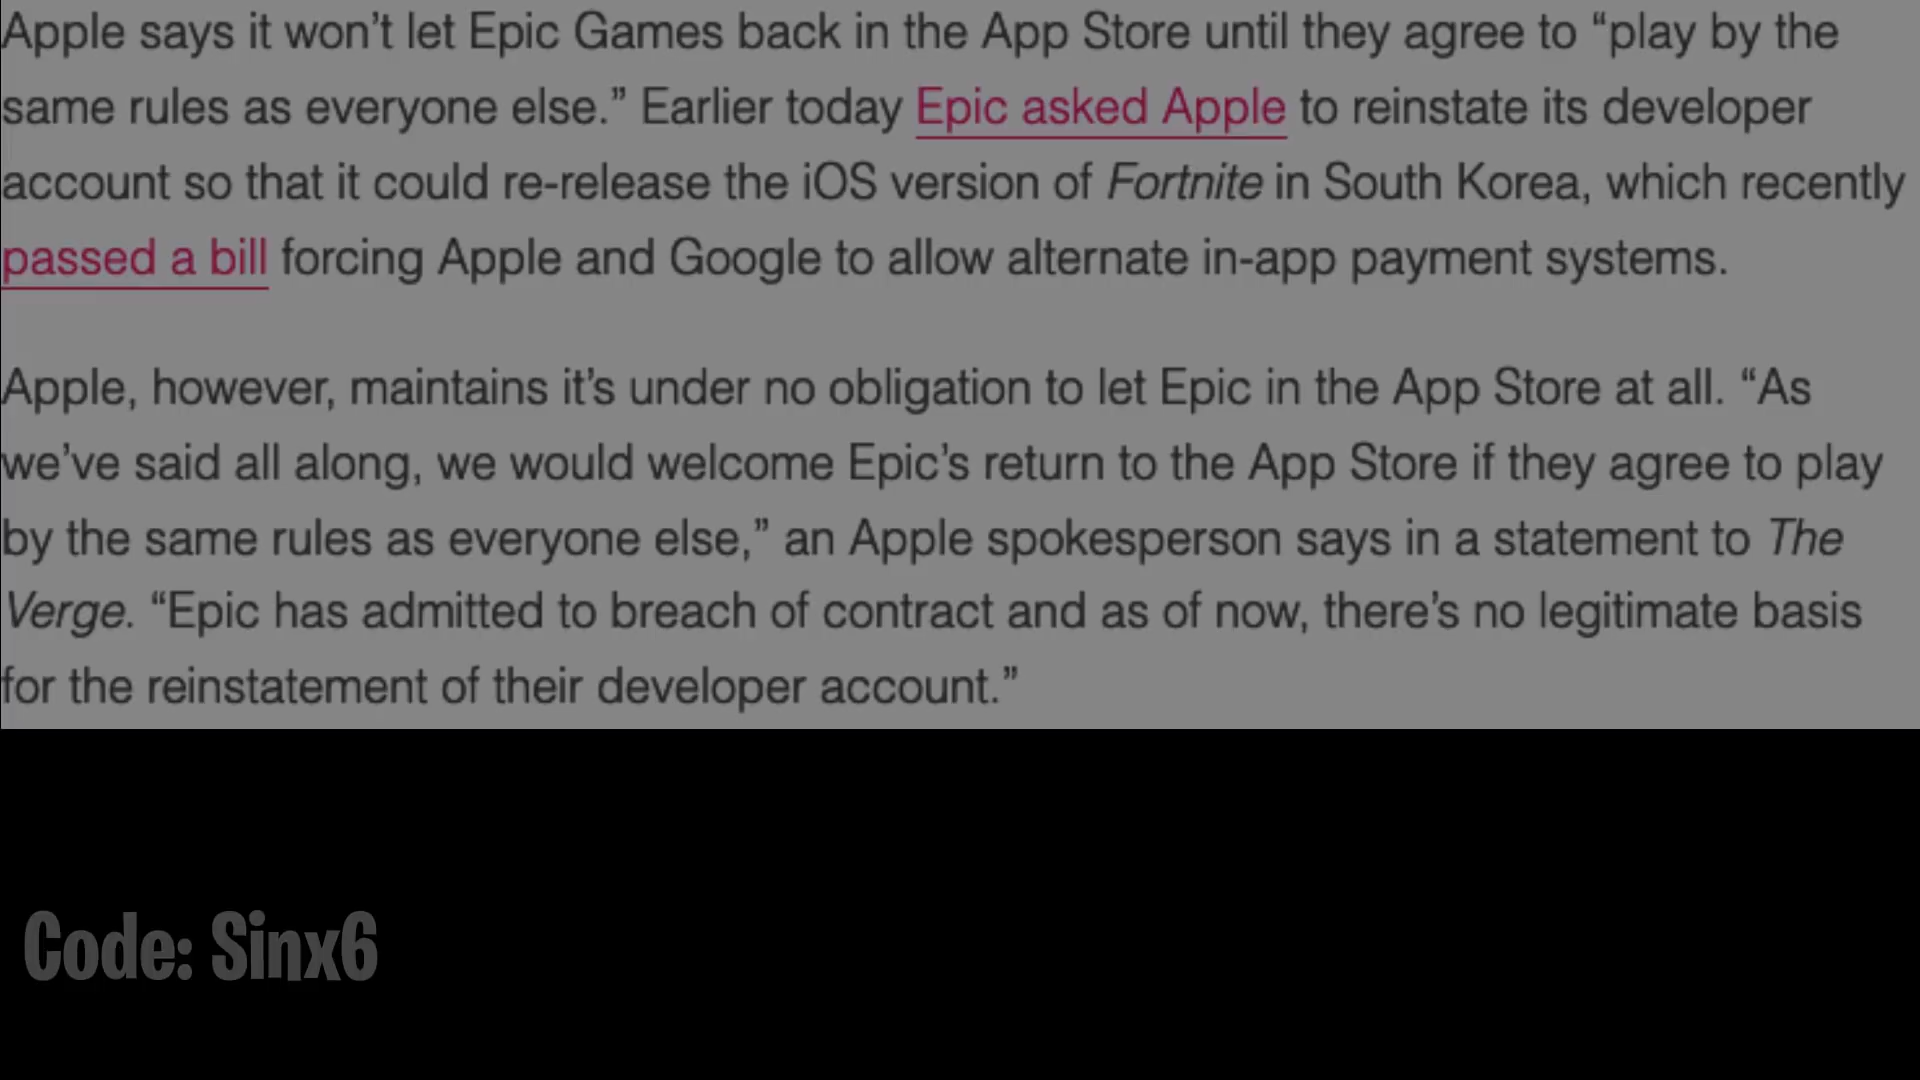 Apple says it won’t let Epic Games back in the App Store until they agree to “play by the
same rules as everyone else.” Earlier today Epic asked Apple to reinstate its developer
account so that it could re-release the iOS version of Fortnite in South Korea, which recently
passed a bill forcing Apple and Google to allow alternate in-app payment systems.
Apple, however, maintains it’s under no obligation to let Epic in the App Store at all. “As
we’ve said all along, we would welcome Epic’s return to the App Store if they agree to play
by the same rules as everyone else,” an Apple spokesperson says in a statement to The
Verge. “Epic has admitted to breach of contract and as of now, there’s no legitimate basis
for the reinstatement of their developer account.”
Code: Sinx6